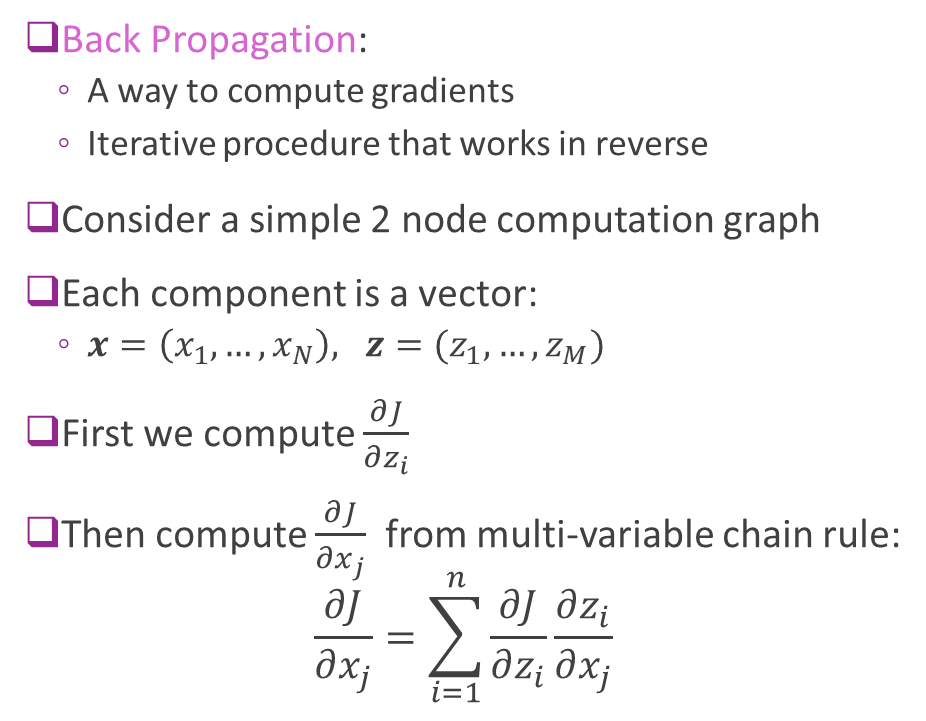 ❑Back Propagation:
◦ A way to compute gradients
◦ Iterative procedure that works in reverse
❑Consider a simple 2 node computation graph
❑Each component is a vector:
◦ 𝒙 = (x₁, …, x_N), 𝒛 = (z₁, …, z_M)
❑First we compute ∂J/∂z_i
❑Then compute ∂J/∂x_j from multi-variable chain rule:
∂J/∂x_j = ∑_{i=1}^{n} ∂J/∂z_i ∂z_i/∂x_j